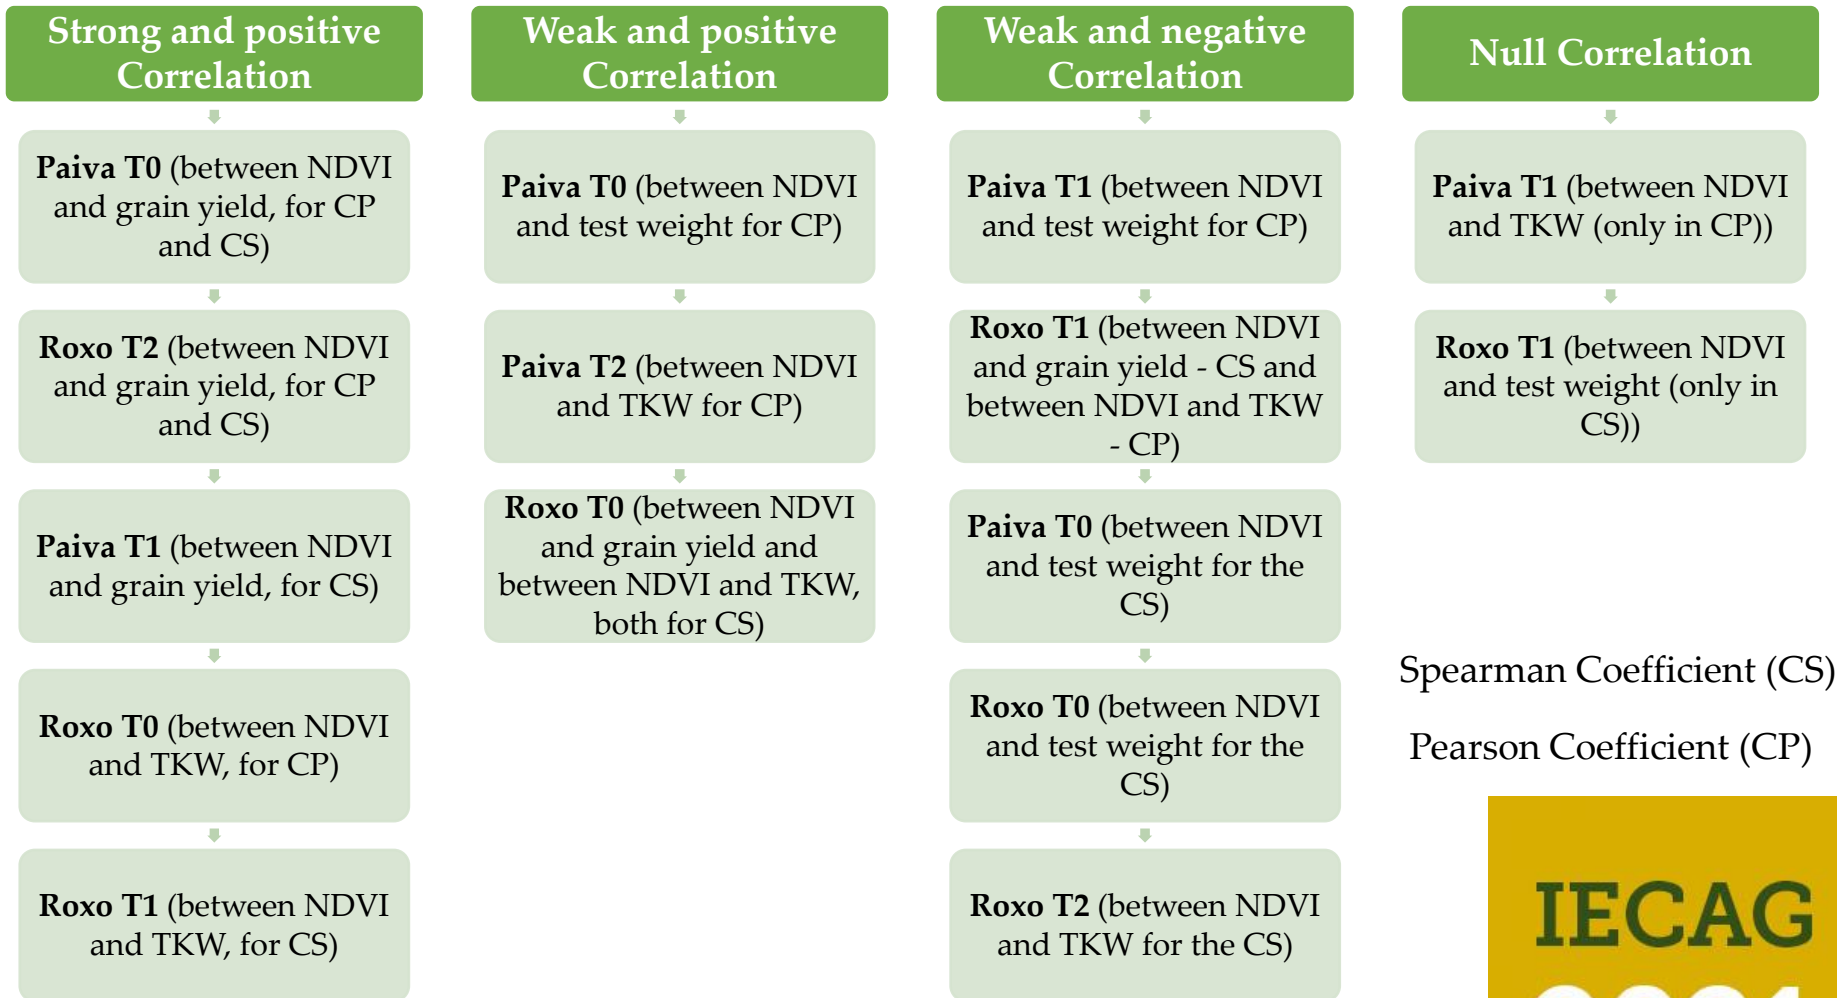 Strong and positive
Correlation
Paiva T0 (between NDVI
and grain yield, for CP
and CS)
Roxo T2 (between NDVI
and grain yield, for CP
and CS)
Paiva T1 (between NDVI
and grain yield, for CS)
Roxo T0 (between NDVI
and TKW, for CP)
Roxo T1 (between NDVI
and TKW, for CS)
Weak and positive
Correlation
Paiva T0 (between NDVI
and test weight for CP)
Paiva T2 (between NDVI
and TKW for CP)
Roxo T0 (between NDVI
and grain yield and
between NDVI and TKW,
both for CS)
Weak and negative
Correlation
Paiva T1 (between NDVI
and test weight for CP)
Roxo T1 (between NDVI
and grain yield - CS and
between NDVI and TKW
- CP)
Paiva T0 (between NDVI
and test weight for the
CS)
Roxo T0 (between NDVI
and test weight for the
CS)
Roxo T2 (between NDVI
and TKW for the CS)
Null Correlation
Paiva T1 (between NDVI
and TKW (only in CP))
Roxo T1 (between NDVI
and test weight (only in
CS))
Spearman Coefficient (CS)
Pearson Coefficient (CP)
IECAG